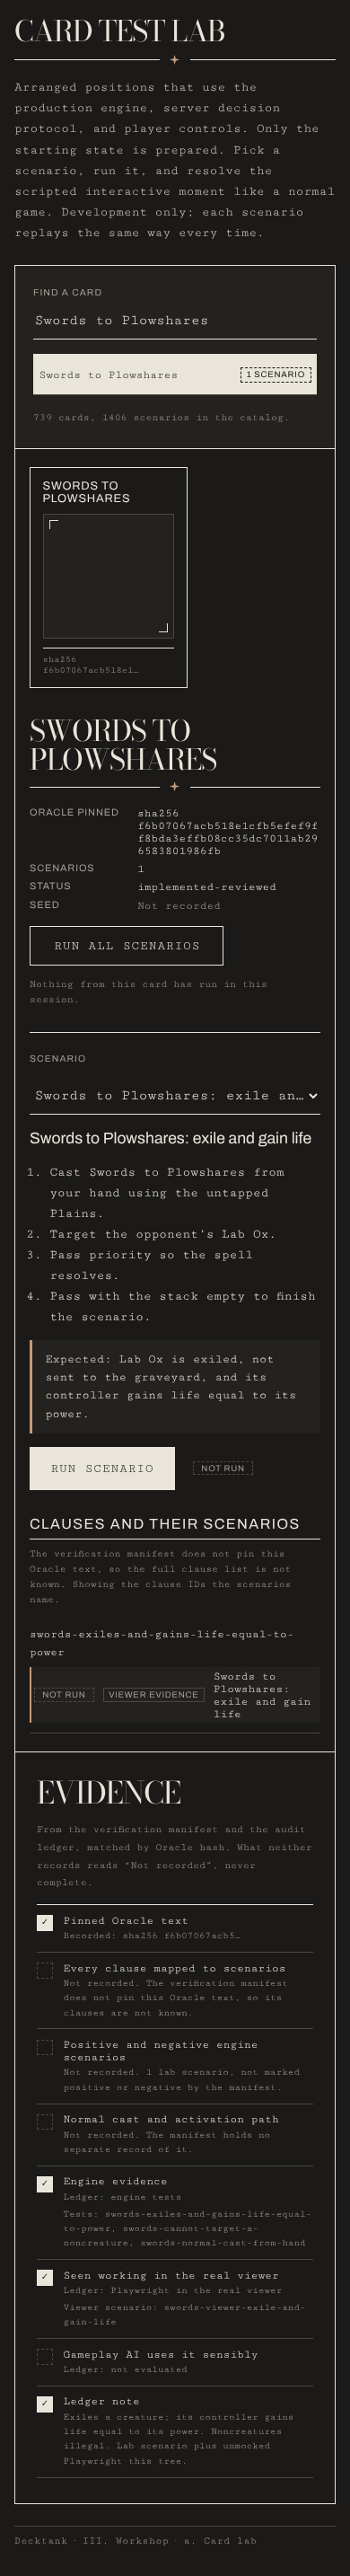 CARD TEST LAB
Arranged positions that use the
production engine, server decision
protocol, and player controls. Only the
starting state is prepared. Pick a
scenario, run it, and resolve the
scripted interactive moment like a normal
game. Development only; each scenario
replays the same way every time.
FIND A CARD
Swords to Plowshares
Swords to Plowshares 1 SCENARIO
739 cards, 1406 scenarios in the catalog.
SWORDS TO
PLOWSHARES
sha256
f6b07067acb518e1…
SWORDS TO
PLOWSHARES
ORACLE PINNED sha256
f6b07067acb518e1cfb5efef9f
f8bda3effb08cc35dc7011ab29
6583801986fb
SCENARIOS 1
STATUS implemented-reviewed
SEED Not recorded
RUN ALL SCENARIOS
Nothing from this card has run in this
session.
SCENARIO
Swords to Plowshares: exile an…
Swords to Plowshares: exile and gain life
1. Cast Swords to Plowshares from
your hand using the untapped
Plains.
2. Target the opponent's Lab Ox.
3. Pass priority so the spell
resolves.
4. Pass with the stack empty to finish
the scenario.
Expected: Lab Ox is exiled, not
sent to the graveyard, and its
controller gains life equal to its
power.
RUN SCENARIO NOT RUN
CLAUSES AND THEIR SCENARIOS
The verification manifest does not pin this
Oracle text, so the full clause list is not
known. Showing the clause IDs the scenarios
name.
swords-exiles-and-gains-life-equal-to-
power
NOT RUN VIEWER EVIDENCE Swords to
Plowshares:
exile and gain
life
EVIDENCE
From the verification manifest and the audit
ledger, matched by Oracle hash. What neither
records reads "Not recorded", never
complete.
✓ Pinned Oracle text
Recorded: sha256 f6b07067acb5…
Every clause mapped to scenarios
Not recorded. The verification manifest
does not pin this Oracle text, so its
clauses are not known.
Positive and negative engine
scenarios
Not recorded. 1 lab scenario, not marked
positive or negative by the manifest.
Normal cast and activation path
Not recorded. The manifest holds no
separate record of it.
✓ Engine evidence
Ledger: engine tests
Tests: swords-exiles-and-gains-life-equal-
to-power, swords-cannot-target-a-
noncreature, swords-normal-cast-from-hand
✓ Seen working in the real viewer
Ledger: Playwright in the real viewer
Viewer scenario: swords-viewer-exile-and-
gain-life
Gameplay AI uses it sensibly
Ledger: not evaluated
✓ Ledger note
Exiles a creature; its controller gains
life equal to its power. Noncreatures
illegal. Lab scenario plus unmocked
Playwright this tree.
Decktank · III. Workshop · a. Card lab